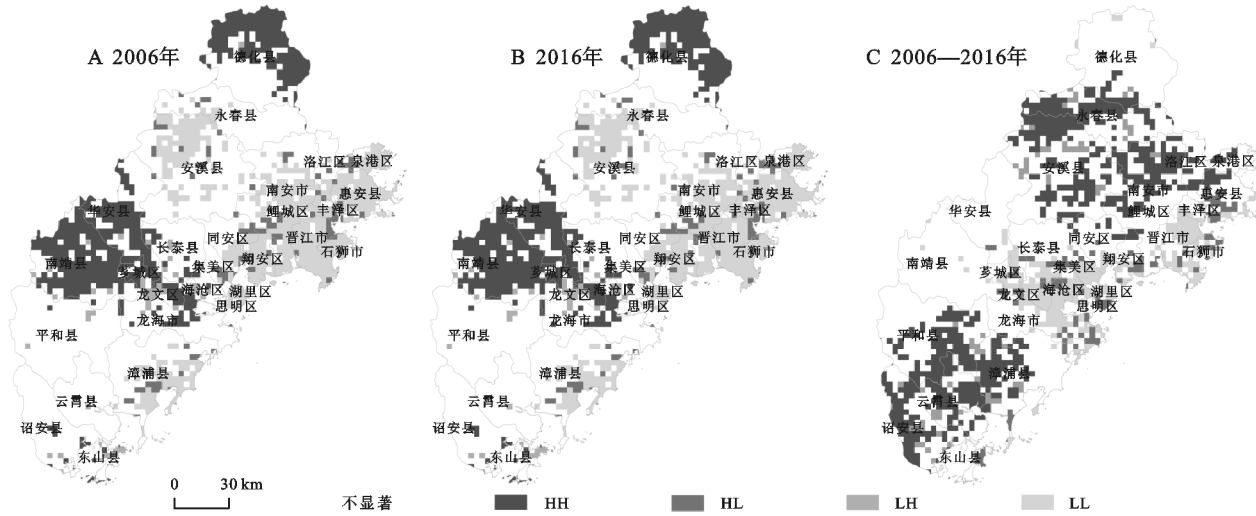 A 2006年
德化县
永春县
安溪县
洛江区
泉港区
南安市
惠安县
鲤城区
丰泽区
华安县
长泰县
同安区
晋江市
石狮市
南靖县
芗城区
集美区
翔安区
龙文区
海沧区
湖里区
思明区
龙海市
平和县
漳浦县
云霄县
诏安县
东山县
B 2016年
德化县
永春县
安溪县
洛江区
泉港区
南安市
惠安县
鲤城区
丰泽区
华安县
长泰县
同安区
晋江市
石狮市
南靖县
芗城区
集美区
翔安区
龙文区
海沧区
湖里区
思明区
龙海市
平和县
漳浦县
云霄县
诏安县
东山县
C 2006—2016年
德化县
永春县
安溪县
洛江区
泉港区
南安市
惠安县
鲤城区
丰泽区
华安县
长泰县
同安区
晋江市
石狮市
南靖县
芗城区
集美区
翔安区
龙文区
海沧区
湖里区
思明区
龙海市
平和县
漳浦县
云霄县
诏安县
东山县
0 30 km
不显著
HH
HL
LH
LL